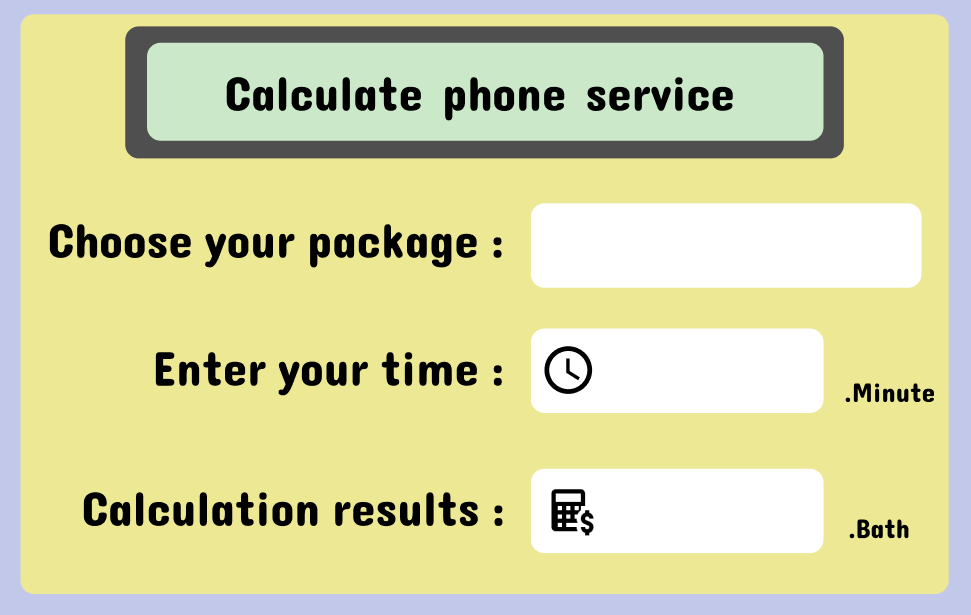 Calculate phone service
Choose your package :
Enter your time :
.Minute
Calculation results :
.Bath